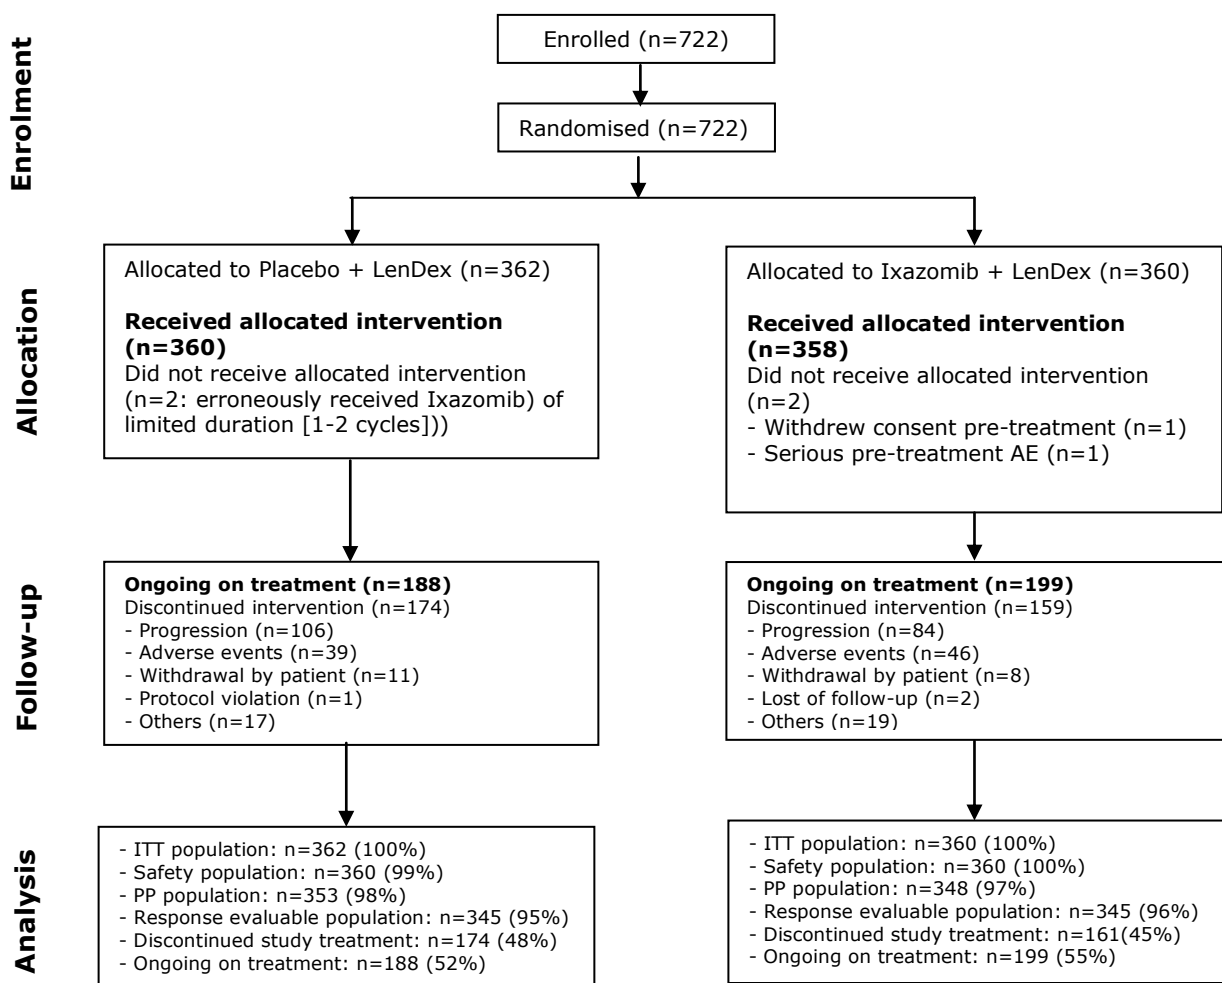 Enrolment
Enrolled (n=722)
Randomised (n=722)
Allocation
Allocated to Placebo + LenDex (n=362)
Received allocated intervention
(n=360)
Did not receive allocated intervention
(n=2: erroneously received Ixazomib) of
limited duration [1-2 cycles]))
Allocated to Ixazomib + LenDex (n=360)
Received allocated intervention
(n=358)
Did not receive allocated intervention
(n=2)
- Withdrew consent pre-treatment (n=1)
- Serious pre-treatment AE (n=1)
Follow-up
Ongoing on treatment (n=188)
Discontinued intervention (n=174)
- Progression (n=106)
- Adverse events (n=39)
- Withdrawal by patient (n=11)
- Protocol violation (n=1)
- Others (n=17)
Ongoing on treatment (n=199)
Discontinued intervention (n=159)
- Progression (n=84)
- Adverse events (n=46)
- Withdrawal by patient (n=8)
- Lost of follow-up (n=2)
- Others (n=19)
Analysis
- ITT population: n=362 (100%)
- Safety population: n=360 (99%)
- PP population: n=353 (98%)
- Response evaluable population: n=345 (95%)
- Discontinued study treatment: n=174 (48%)
- Ongoing on treatment: n=188 (52%)
- ITT population: n=360 (100%)
- Safety population: n=360 (100%)
- PP population: n=348 (97%)
- Response evaluable population: n=345 (96%)
- Discontinued study treatment: n=161(45%)
- Ongoing on treatment: n=199 (55%)